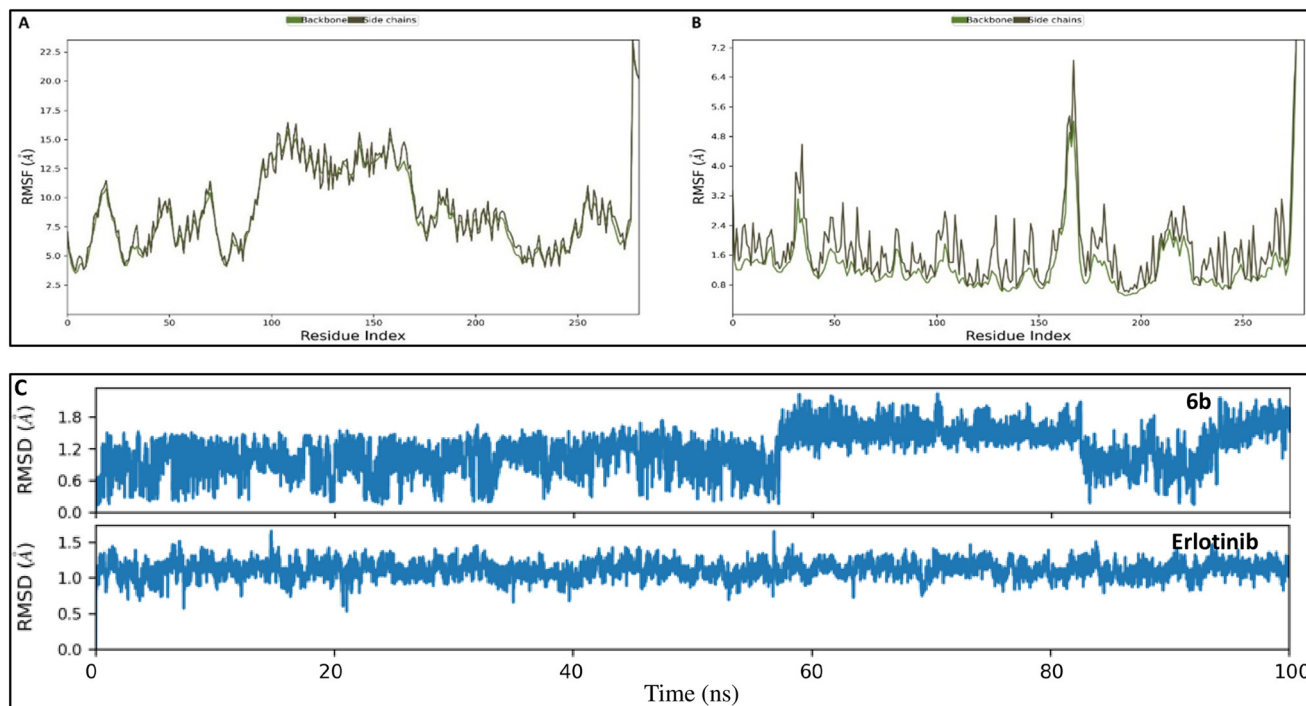 A
Backbone Side chains
RMSF (Å)
22.5
20.0
17.5
15.0
12.5
10.0
7.5
5.0
2.5
0 50 100 150 200 250
Residue Index
B
Backbone Side chains
RMSF (Å)
7.2
6.4
5.6
4.8
4.0
3.2
2.4
1.6
0.8
0 50 100 150 200 250
Residue Index
C
6b
RMSD (Å)
1.8
1.2
0.6
0.0
Erlotinib
RMSD (Å)
1.5
1.0
0.5
0.0
0 20 40 60 80 100
Time (ns)